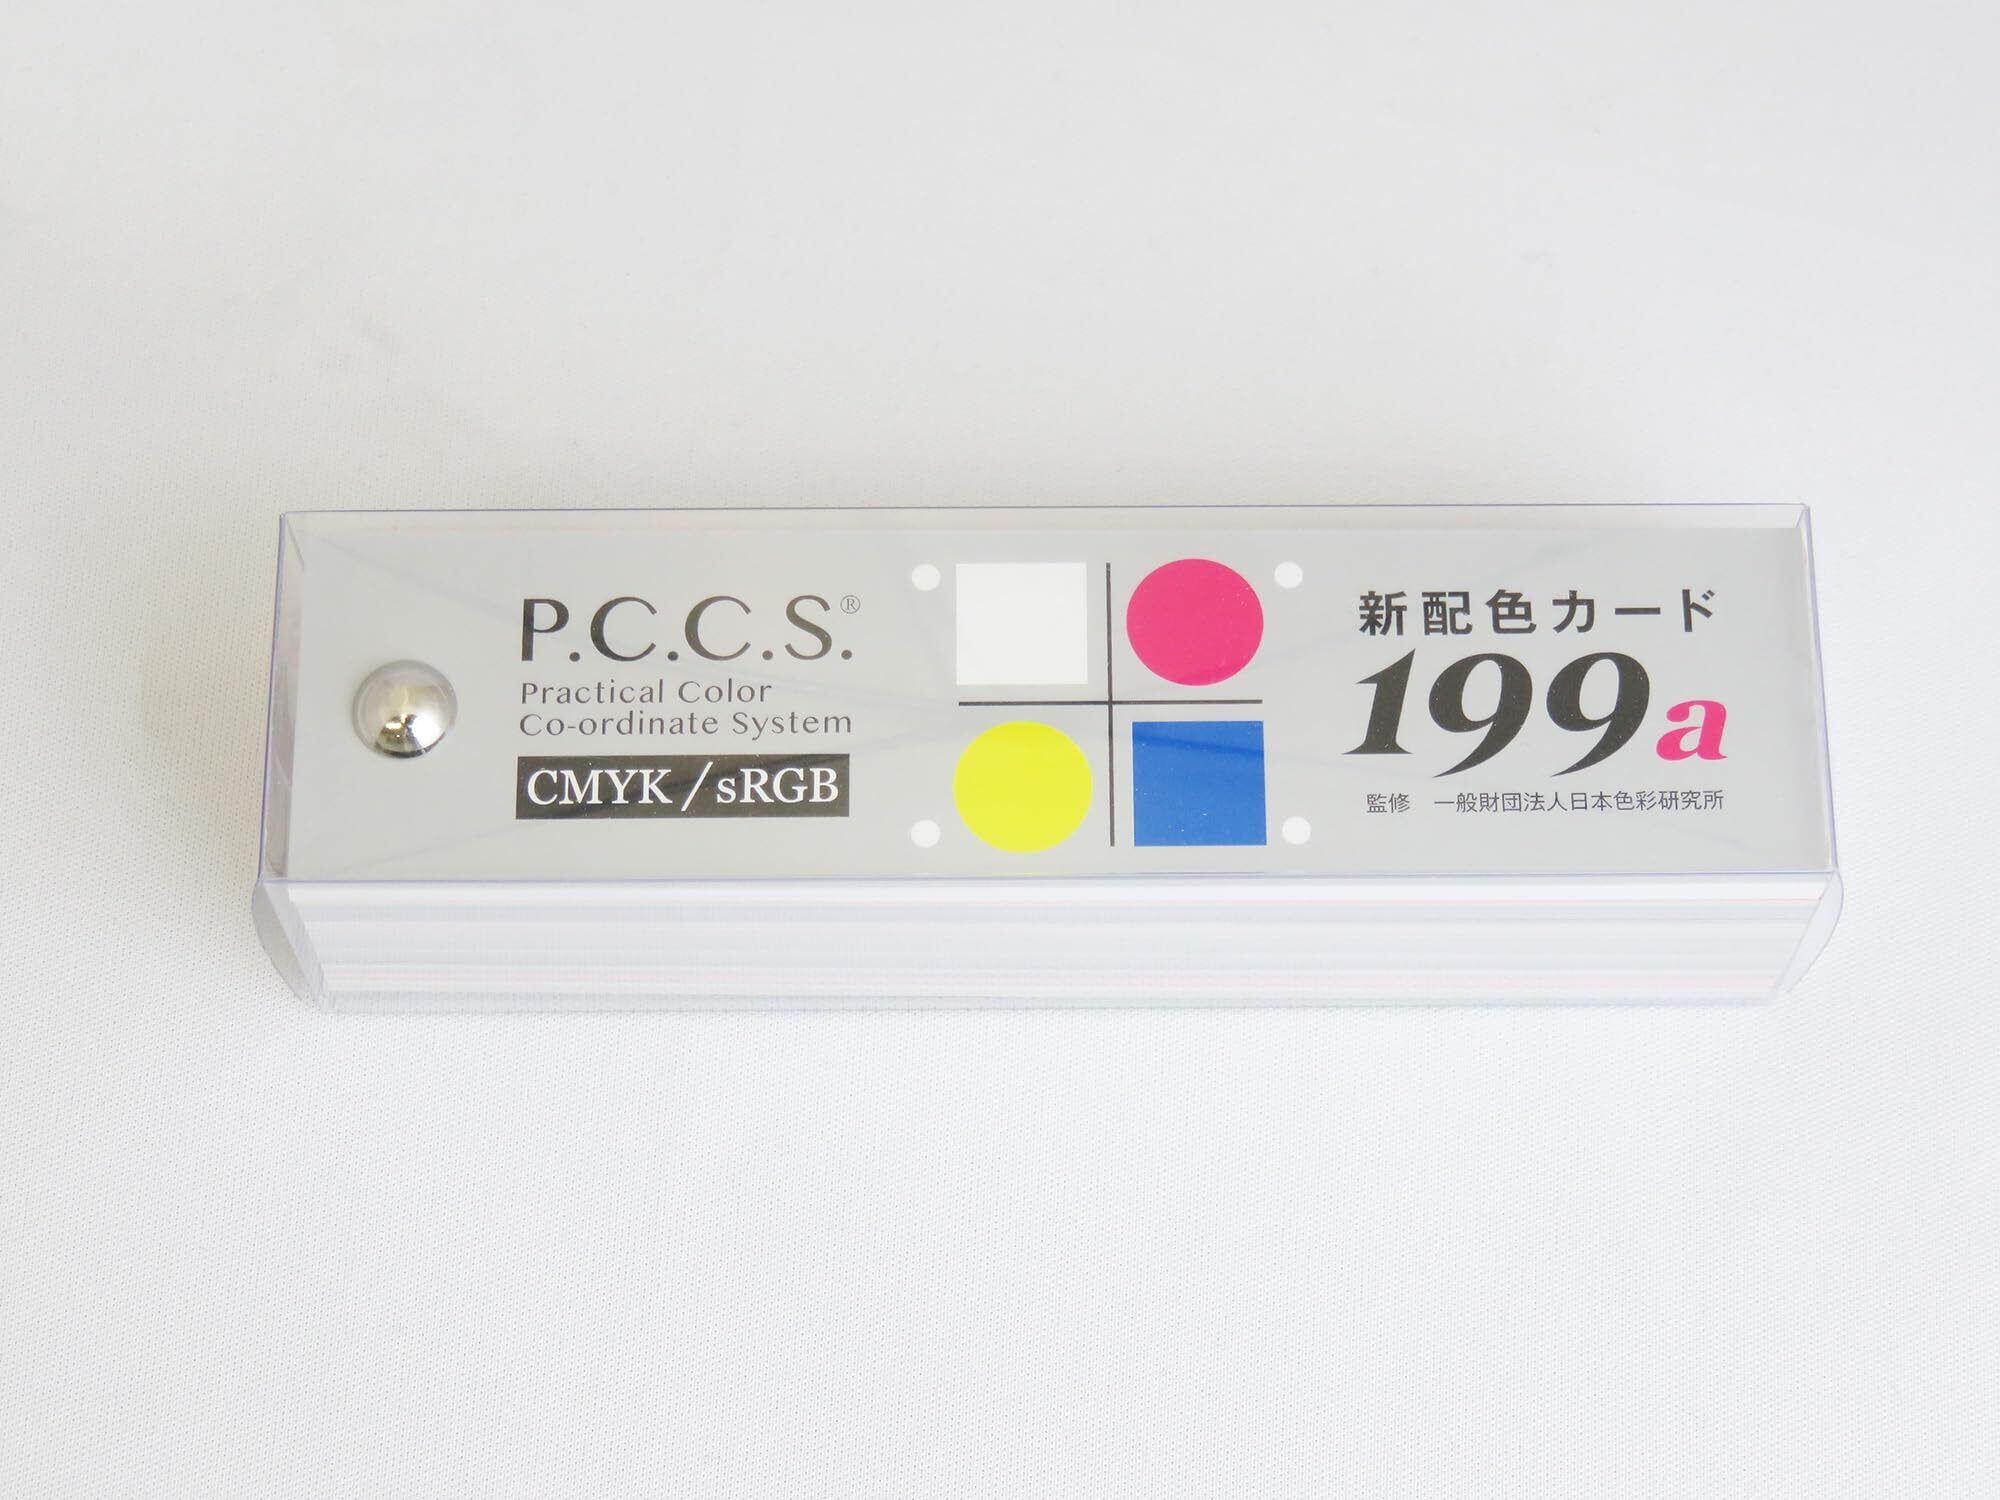 P.C.C.S.®
Practical Color
Co-ordinate System
CMYK / sRGB
新配色カード
199a
監修 一般財団法人日本色彩研究所